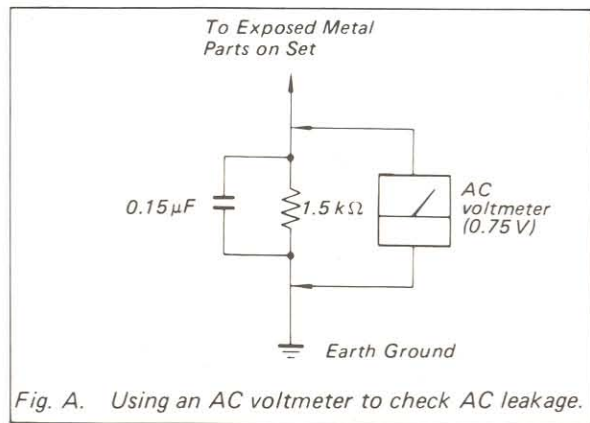 To Exposed Metal
Parts on Set
0.15 µF
1.5 kΩ
AC
voltmeter
(0.75 V)
Earth Ground
Fig. A. Using an AC voltmeter to check AC leakage.